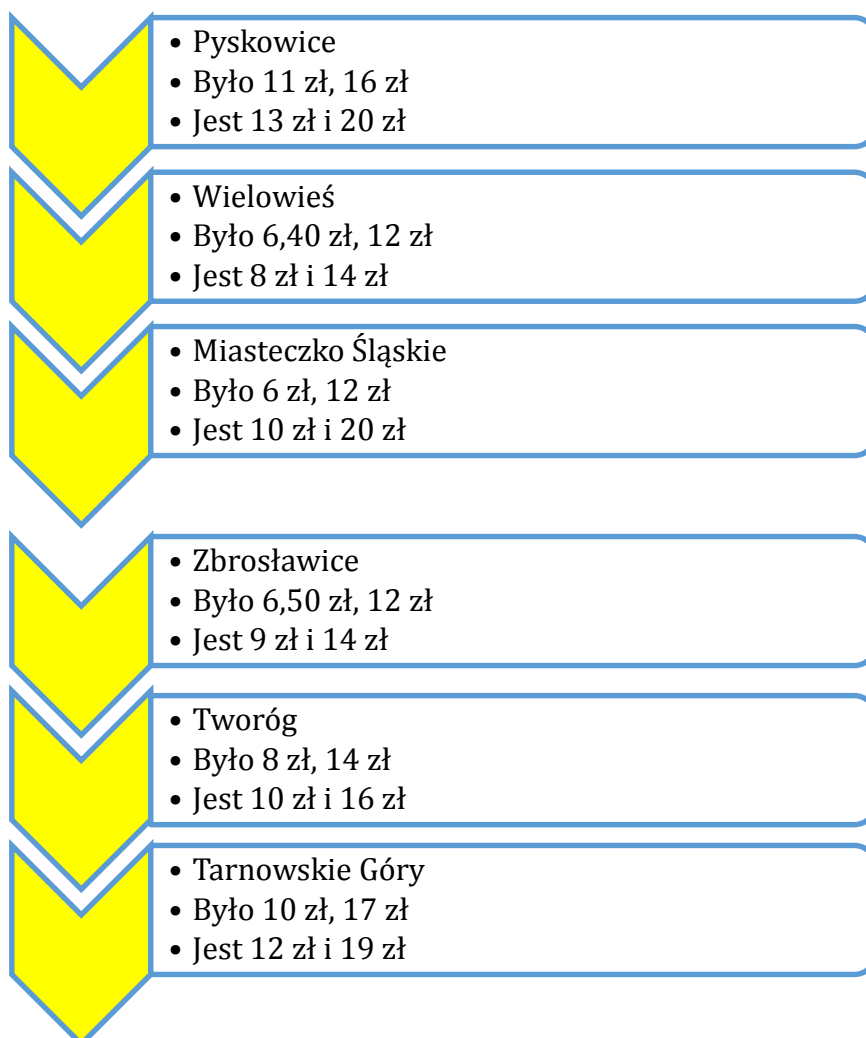 • Pyskowice
• Było 11 zł, 16 zł
• Jest 13 zł i 20 zł
• Wielowieś
• Było 6,40 zł, 12 zł
• Jest 8 zł i 14 zł
• Miasteczko Śląskie
• Było 6 zł, 12 zł
• Jest 10 zł i 20 zł
• Zbrosławice
• Było 6,50 zł, 12 zł
• Jest 9 zł i 14 zł
• Tworóg
• Było 8 zł, 14 zł
• Jest 10 zł i 16 zł
• Tarnowskie Góry
• Było 10 zł, 17 zł
• Jest 12 zł i 19 zł